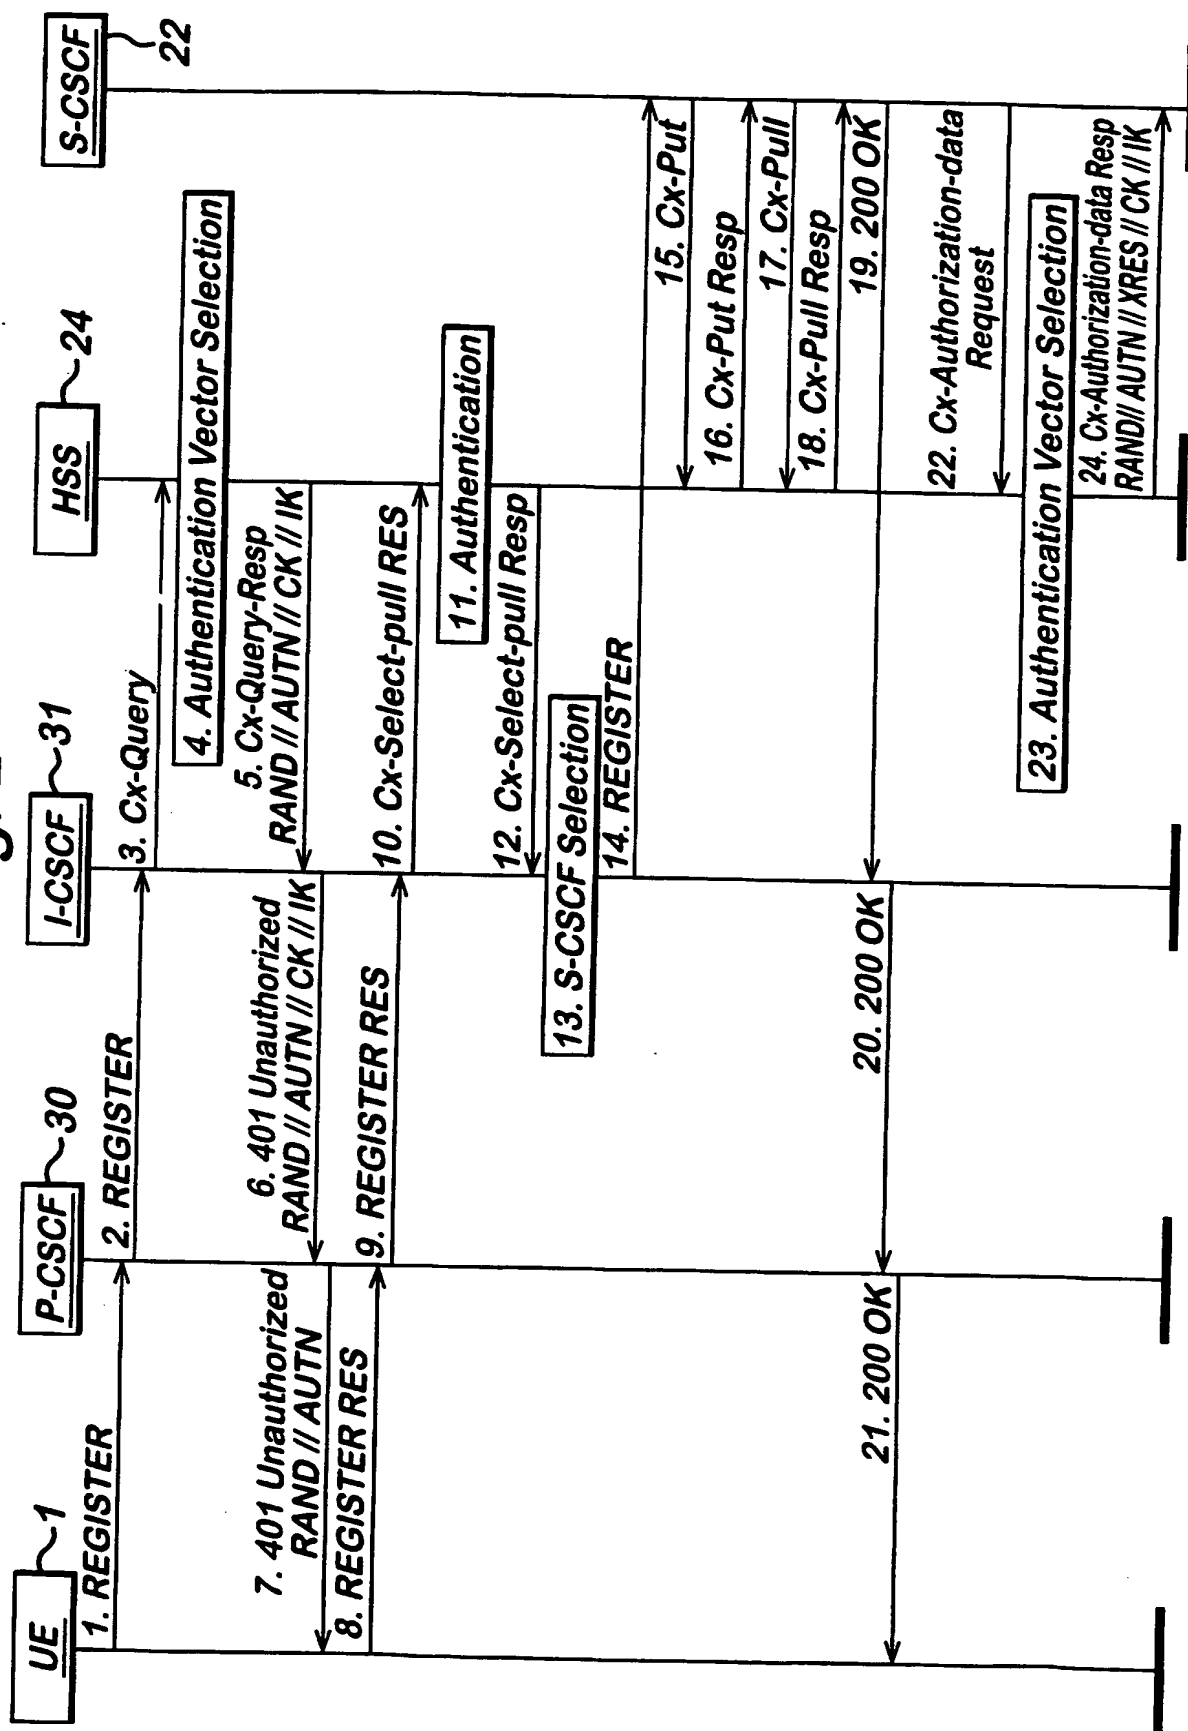 UE
1
P-CSCF
30
I-CSCF
31
HSS
24
S-CSCF
22
1. REGISTER
2. REGISTER
3. Cx-Query
4. Authentication Vector Selection
5. Cx-Query-Resp
RAND // AUTN // CK // IK
6. 401 Unauthorized
RAND // AUTN // CK // IK
7. 401 Unauthorized
RAND // AUTN
8. REGISTER RES
9. REGISTER RES
10. Cx-Select-pull RES
11. Authentication
12. Cx-Select-pull Resp
13. S-CSCF Selection
14. REGISTER
15. Cx-Put
16. Cx-Put Resp
17. Cx-Pull
18. Cx-Pull Resp
19. 200 OK
20. 200 OK
21. 200 OK
22. Cx-Authorization-data
Request
23. Authentication Vector Selection
24. Cx-Authorization-data Resp
RAND// AUTN // XRES // CK // IK